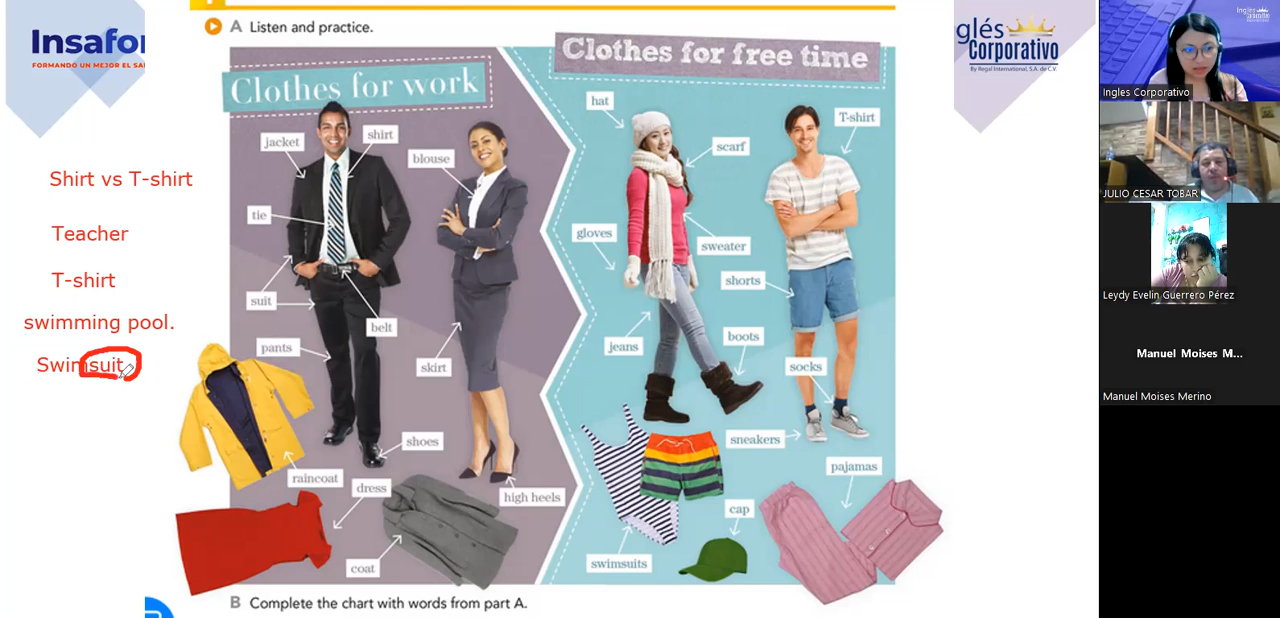 Insafor
FORMANDO UN MEJOR EL SAL
A Listen and practice.
glés
Corporativo
By Regal International, S.A. de C.V.
Clothes for work
Clothes for free time
jacket
shirt
blouse
tie
suit
belt
pants
skirt
shoes
raincoat
dress
high heels
coat
hat
T-shirt
scarf
gloves
sweater
shorts
jeans
boots
socks
sneakers
pajamas
cap
swimsuits
B Complete the chart with words from part A.
Shirt vs T-shirt
Teacher
T-shirt
swimming pool.
Swimsuit
Ingles Corporativo
JULIO CESAR TOBAR
Leydy Evelin Guerrero Pérez
Manuel Moises M...
Manuel Moises Merino